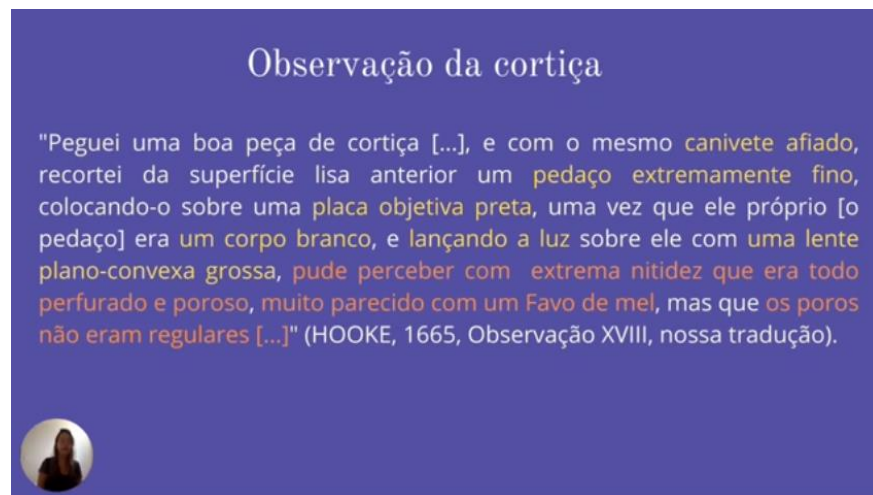 Observação da cortiça
"Peguei uma boa peça de cortiça [...], e com o mesmo canivete afiado,
recortei da superfície lisa anterior um pedaço extremamente fino,
colocando-o sobre uma placa objetiva preta, uma vez que ele próprio [o
pedaço] era um corpo branco, e lançando a luz sobre ele com uma lente
plano-convexa grossa, pude perceber com extrema nitidez que era todo
perfurado e poroso, muito parecido com um Favo de mel, mas que os poros
não eram regulares [...]" (HOOKE, 1665, Observação XVIII, nossa tradução).